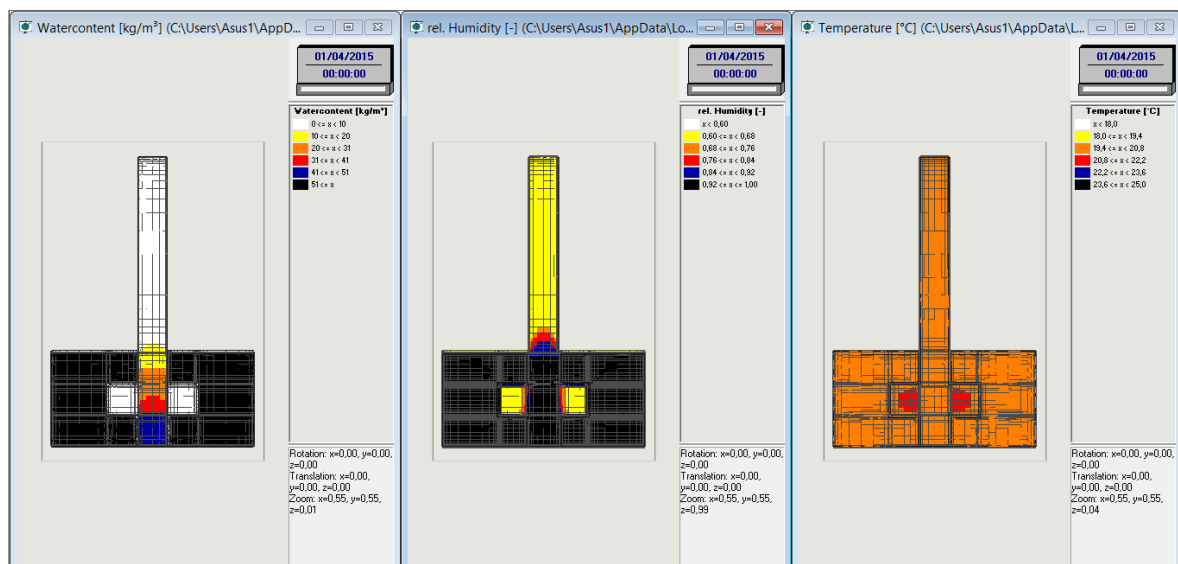 Watercontent [kg/m³] (C:\Users\Asus1\AppD...
01/04/2015
00:00:00
Watercontent [kg/m³]
0 <= x < 10
10 <= x < 20
20 <= x < 31
31 <= x < 41
41 <= x < 51
51 <= x
Rotation: x=0,00, y=0,00,
z=0,00
Translation: x=0,00,
y=0,00, z=0,00
Zoom: x=0,55, y=0,55,
z=0,01
rel. Humidity [-] (C:\Users\Asus1\AppData\Lo...
01/04/2015
00:00:00
rel. Humidity [-]
x < 0,60
0,60 <= x < 0,68
0,68 <= x < 0,76
0,76 <= x < 0,84
0,84 <= x < 0,92
0,92 <= x <= 1,00
Rotation: x=0,00, y=0,00,
z=0,00
Translation: x=0,00,
y=0,00, z=0,00
Zoom: x=0,55, y=0,55,
z=0,99
Temperature [°C] (C:\Users\Asus1\AppData\L...
01/04/2015
00:00:00
Temperature [°C]
x < 18,0
18,0 <= x < 19,4
19,4 <= x < 20,8
20,8 <= x < 22,2
22,2 <= x < 23,6
23,6 <= x < 25,0
Rotation: x=0,00, y=0,00,
z=0,00
Translation: x=0,00,
y=0,00, z=0,00
Zoom: x=0,55, y=0,55,
z=0,04